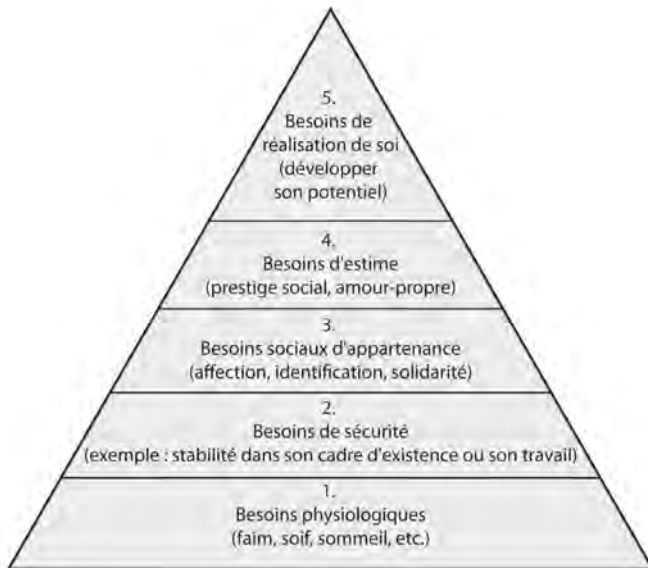 5.
Besoins de
réalisation de soi
(développer
son potentiel)
4.
Besoins d'estime
(prestige social, amour-propre)
3.
Besoins sociaux d'appartenance
(affection, identification, solidarité)
2.
Besoins de sécurité
(exemple : stabilité dans son cadre d'existence ou son travail)
1.
Besoins physiologiques
(faim, soif, sommeil, etc.)